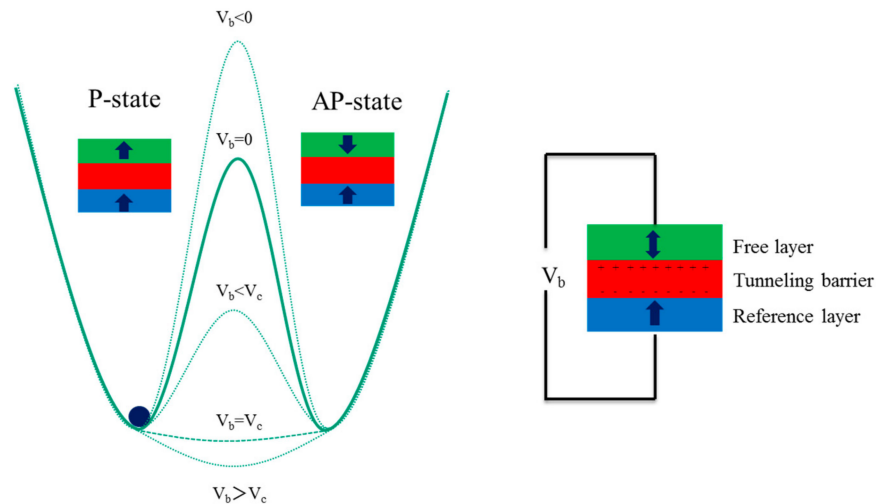 V_b<0
P-state
AP-state
V_b=0
V_b<V_c
V_b=V_c
V_b>V_c
V_b
Free layer
Tunneling barrier
Reference layer